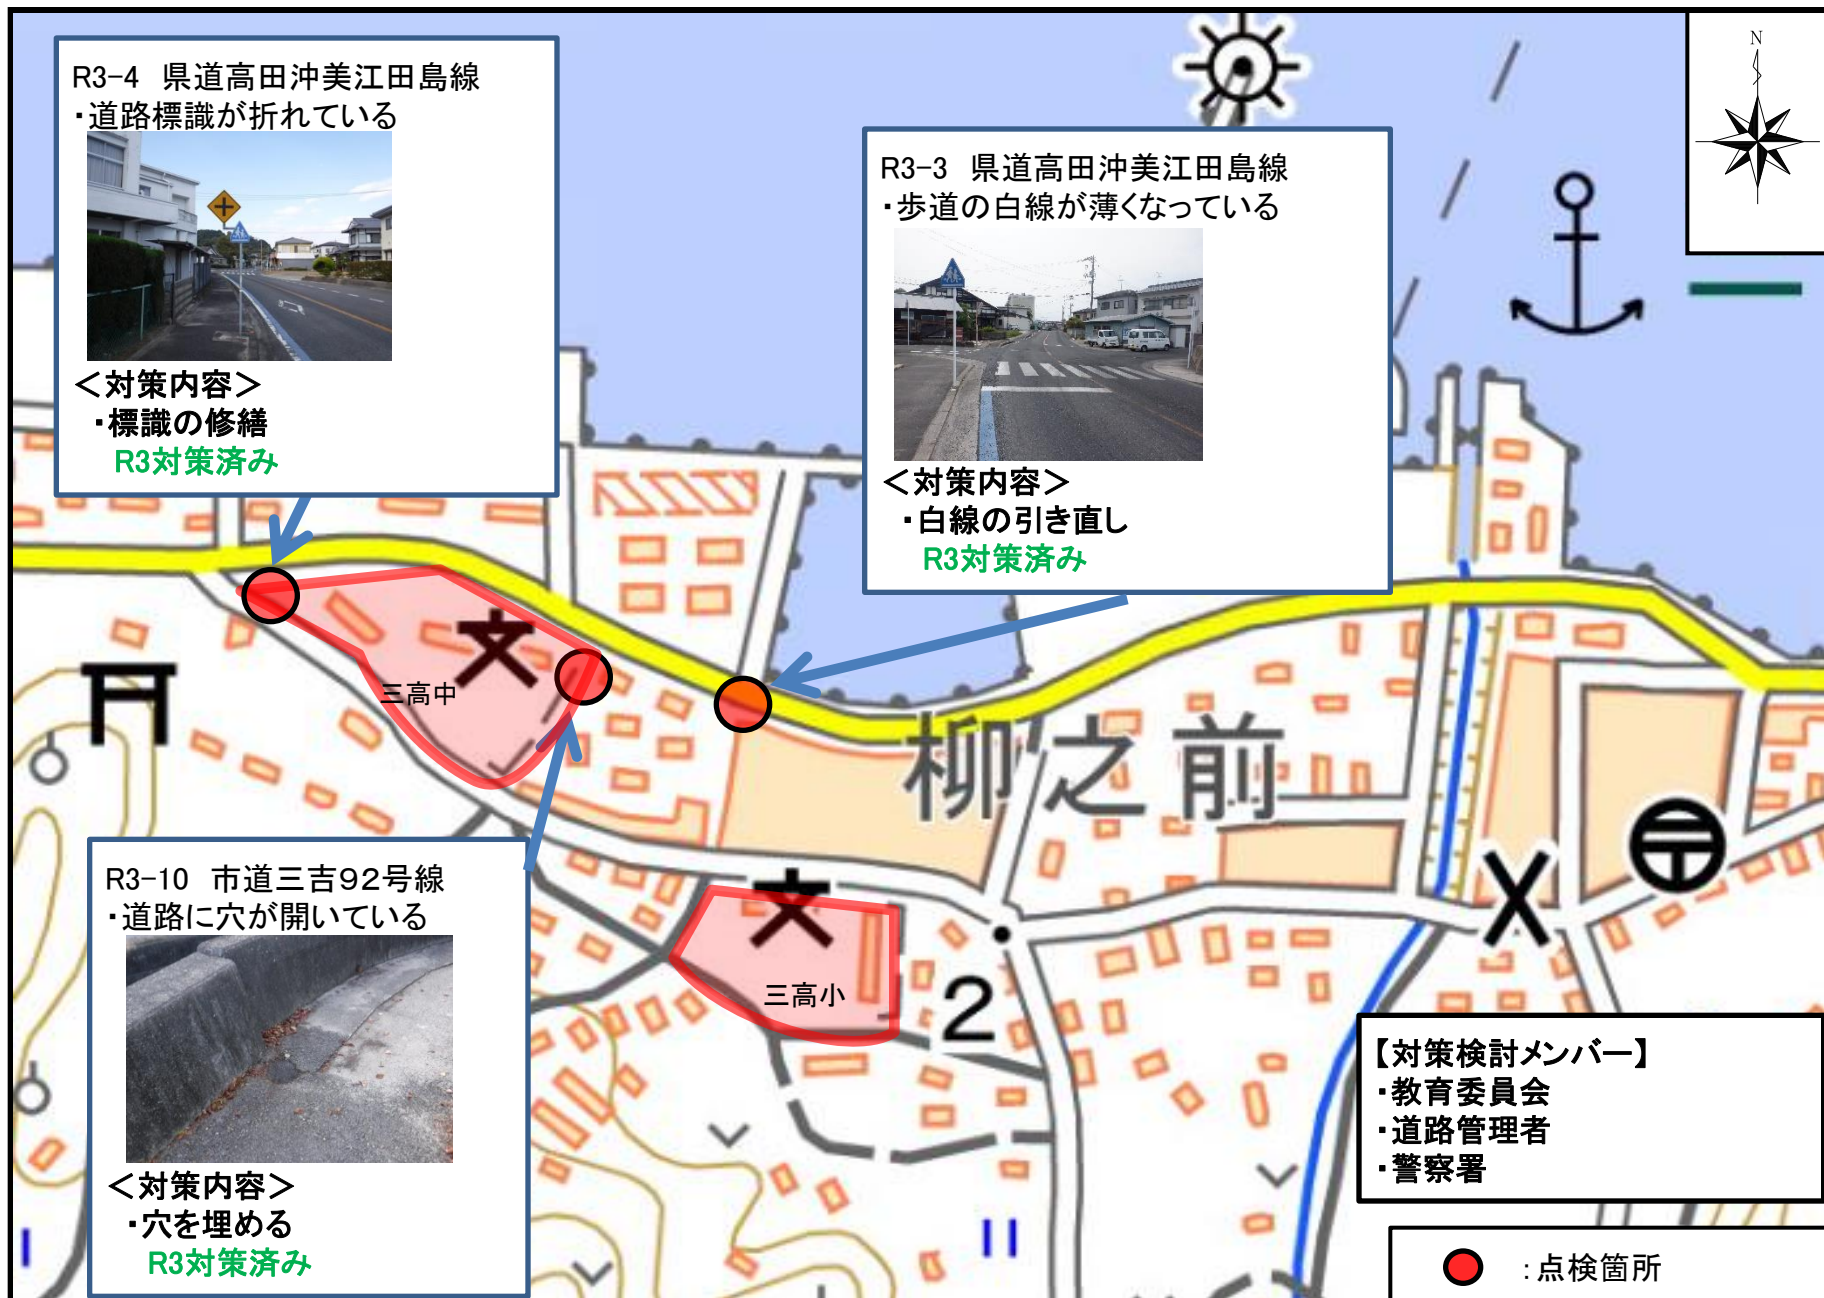 R3-4 県道高田沖美江田島線
・道路標識が折れている
＜対策内容＞
・標識の修繕
R3対策済み
R3-3 県道高田沖美江田島線
・歩道の白線が薄くなっている
＜対策内容＞
・白線の引き直し
R3対策済み
N
三高中
柳之前
R3-10 市道三吉92号線
・道路に穴が開いている
＜対策内容＞
・穴を埋める
R3対策済み
三高小
2
【対策検討メンバー】
・教育委員会
・道路管理者
・警察署
：点検箇所